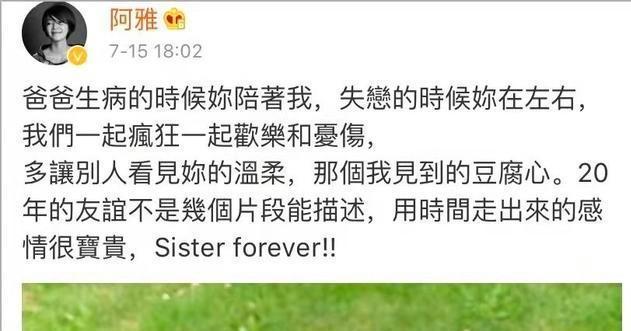 阿雅
7-15 18:02
爸爸生病的時候妳陪著我，失戀的時候妳在左右，
我們一起瘋狂一起歡樂和憂傷，
多讓別人看見妳的溫柔，那個我見到的豆腐心。20
年的友誼不是幾個片段能描述，用時間走出來的感
情很寶貴，Sister forever!!